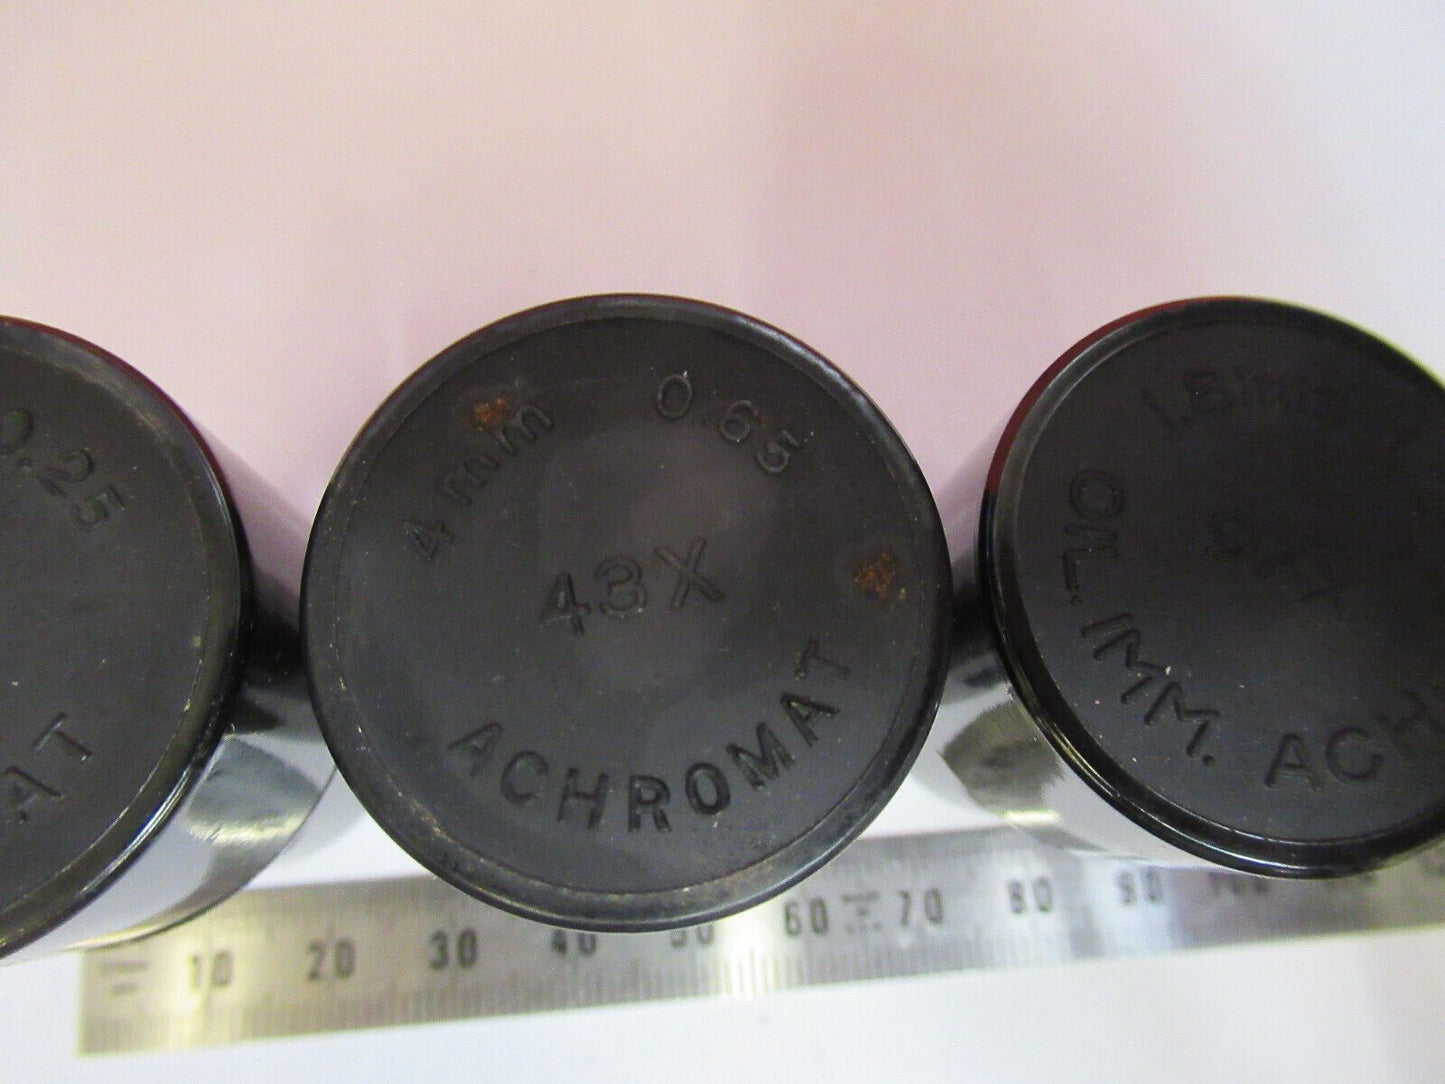 0.25
AT
4mm 0.65
43X
ACHROMAT
OIL. IMM. ACH
10 20 30 40 50 60 70 80 90 100